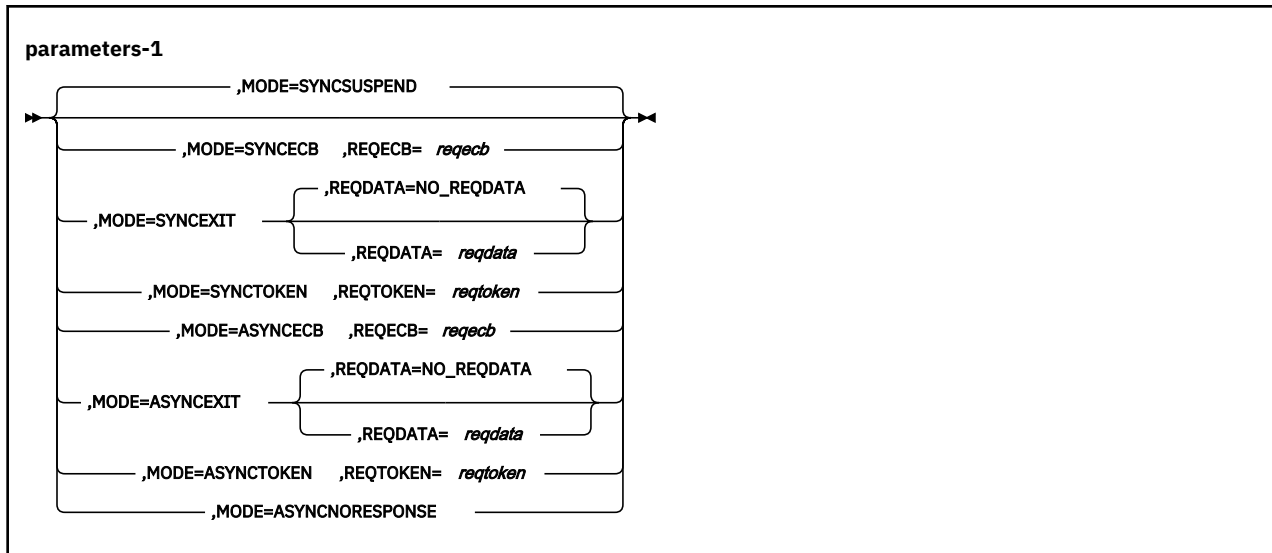 parameters-1
,MODE=SYNCSUSPEND
,MODE=SYNCECB ,REQECB= reqecb
,REQDATA=NO_REQDATA
,MODE=SYNCEXIT
,REQDATA= reqdata
,MODE=SYNCTOKEN ,REQTOKEN= reqtoken
,MODE=ASYNCECB ,REQECB= reqecb
,REQDATA=NO_REQDATA
,MODE=ASYNCEXIT
,REQDATA= reqdata
,MODE=ASYNCTOKEN ,REQTOKEN= reqtoken
,MODE=ASYNCNORESPONSE